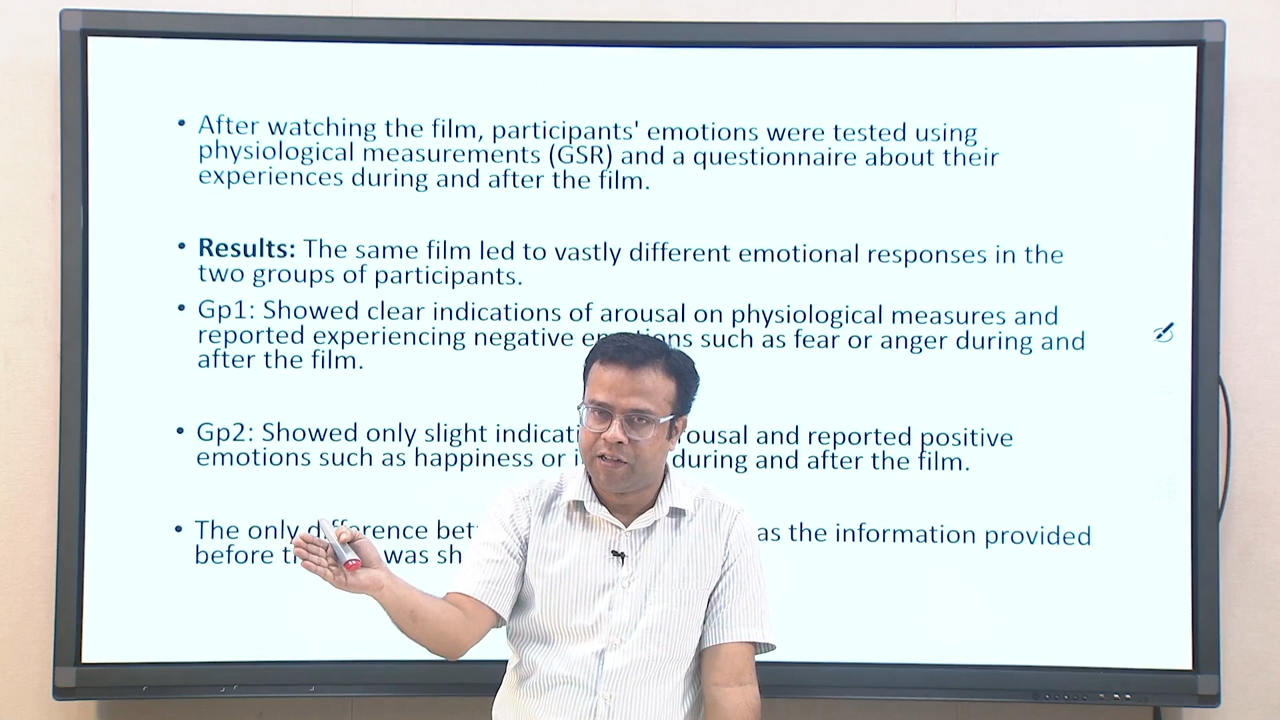 • After watching the film, participants' emotions were tested using
physiological measurements (GSR) and a questionnaire about their
experiences during and after the film.
• Results: The same film led to vastly different emotional responses in the
two groups of participants.
• Gp1: Showed clear indications of arousal on physiological measures and
reported experiencing negative emotions such as fear or anger during and
after the film.
• Gp2: Showed only slight arousal and reported positive
emotions such as happiness or during and after the film.
• The only difference as the information provided
before was